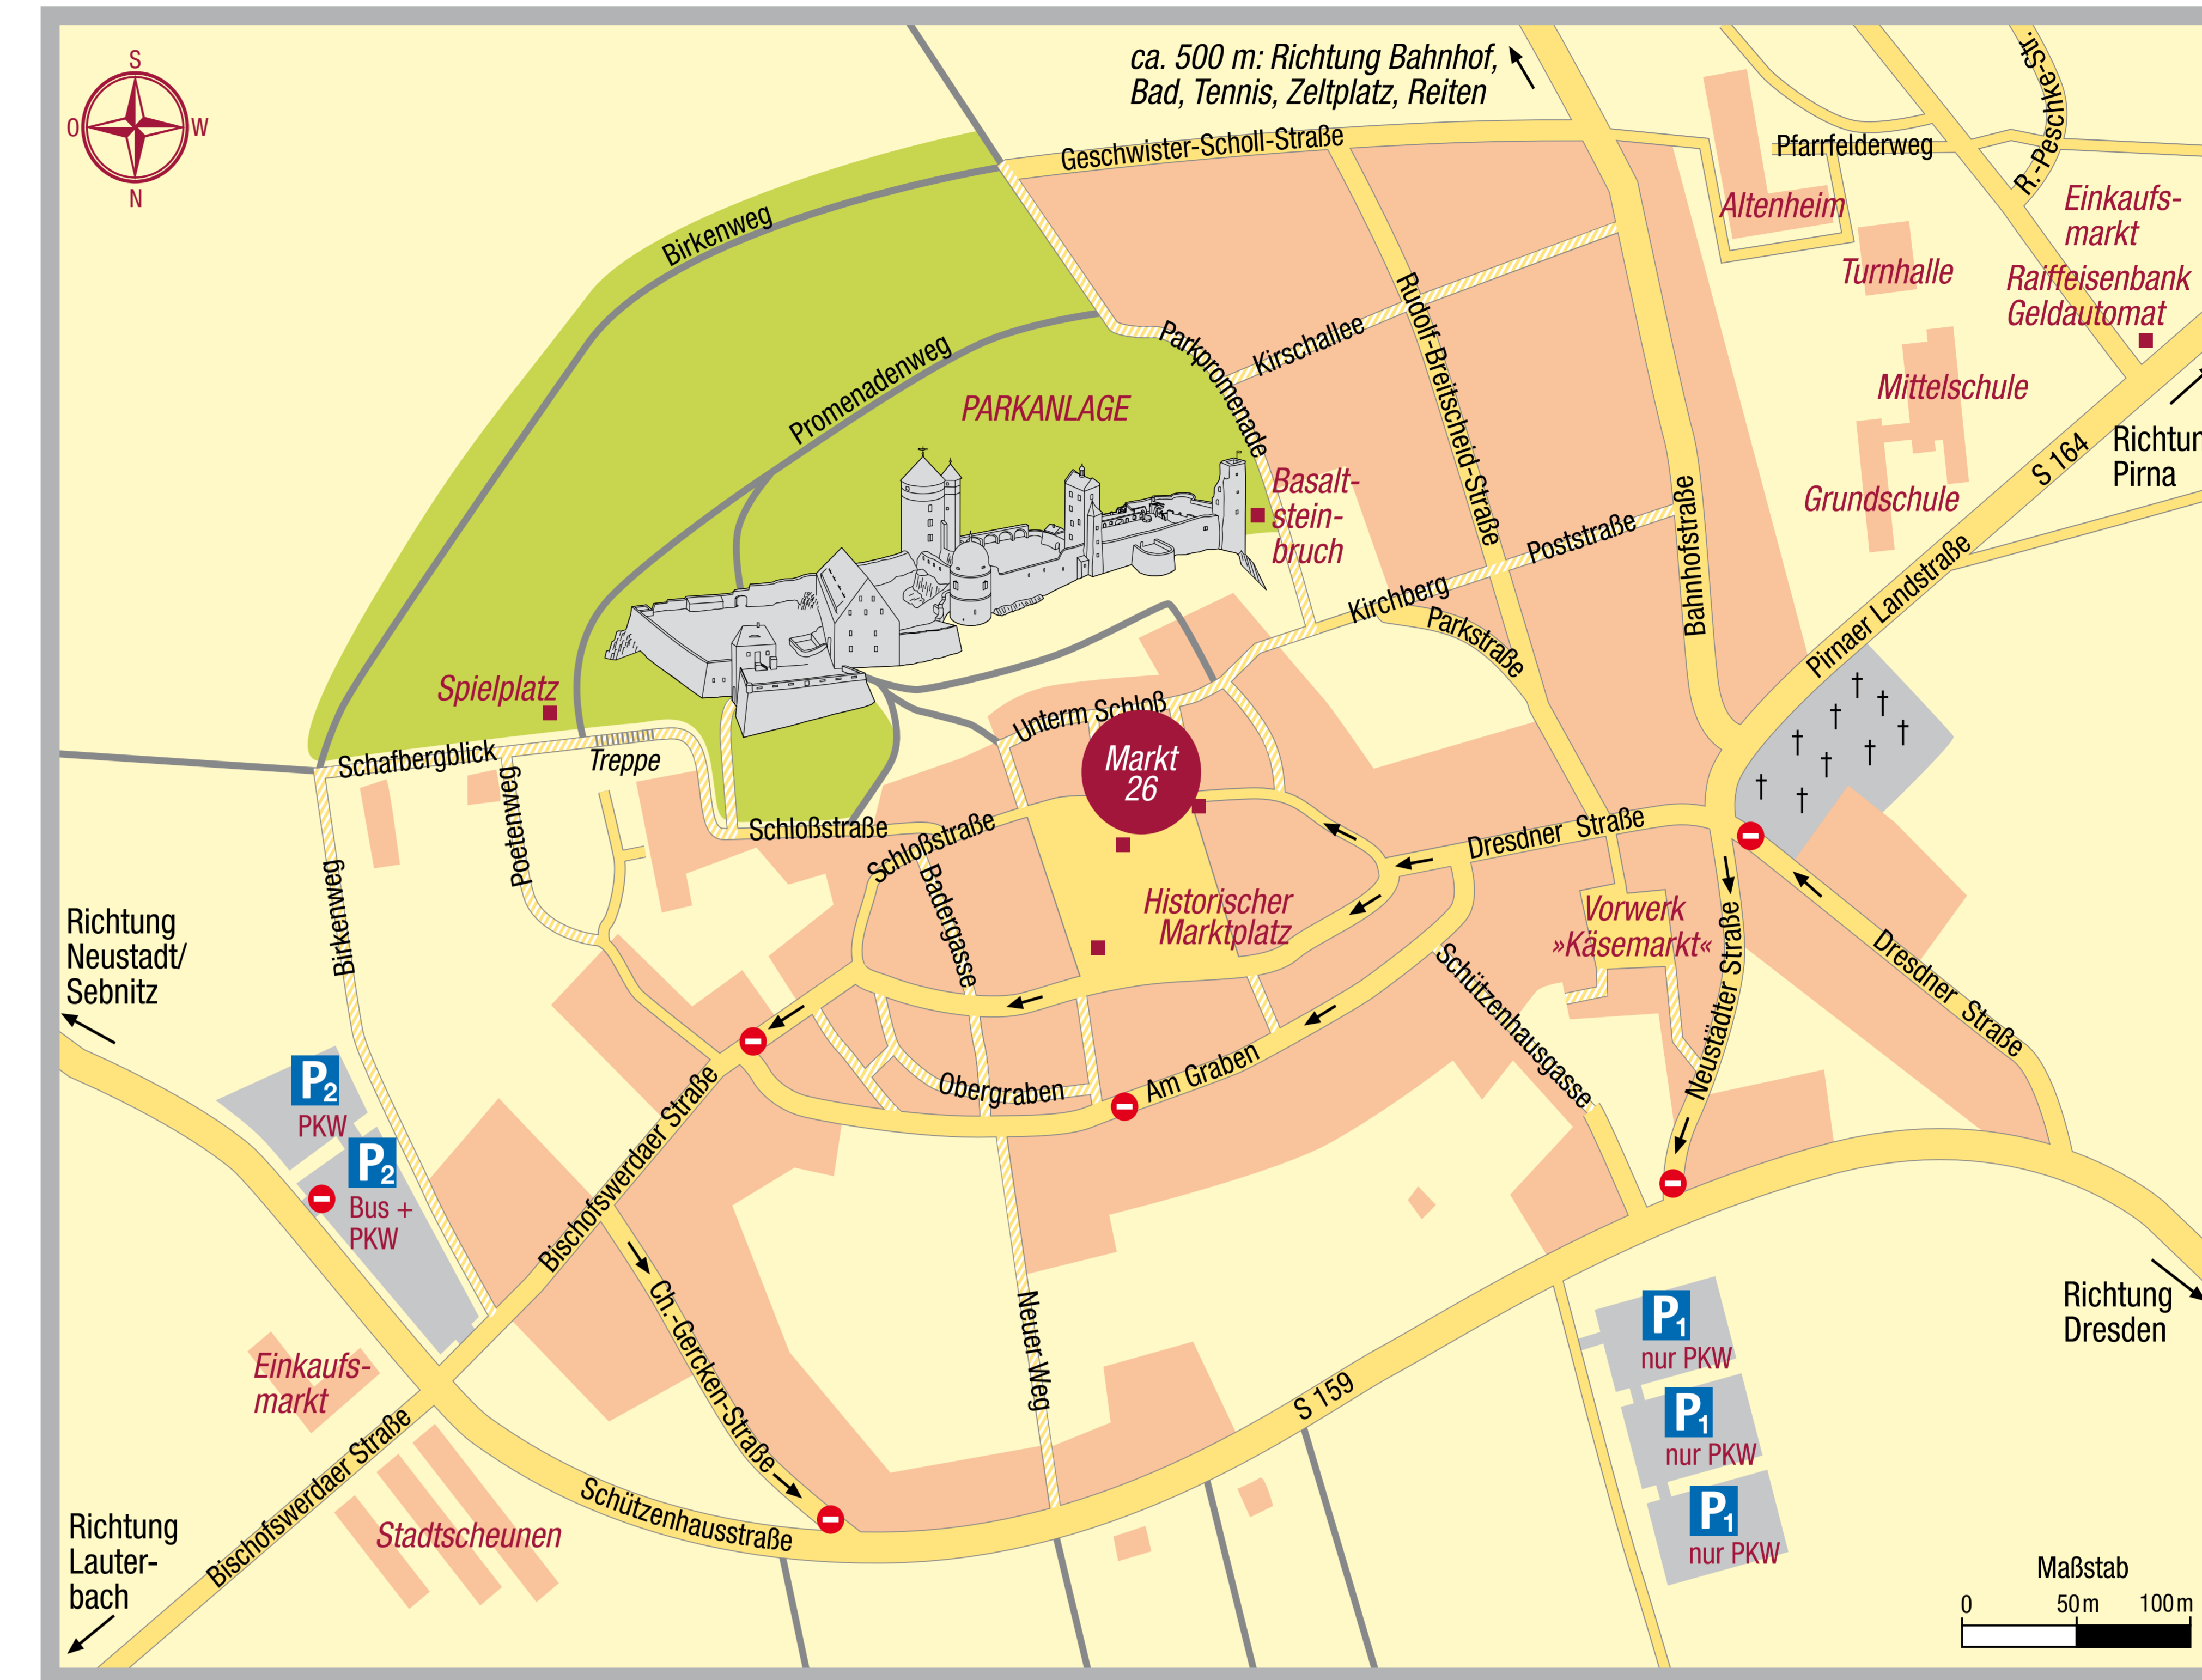 S
O
W
N
ca. 500 m: Richtung Bahnhof,
Bad, Tennis, Zeltplatz, Reiten
Geschwister-Scholl-Straße
Pfarrfelderweg
R.-Peschke-Str.
Altenheim
Einkaufs-
markt
Turnhalle
Raiffeisenbank
Geldautomat
Birkenweg
Promenadenweg
PARKANLAGE
Parkpromenade
Kirschallee
Rudolf-Breitscheid-Straße
Mittelschule
S 164
Pirna
Grundschule
Basalt-
stein-
bruch
Poststraße
Bahnhofstraße
Kirchberg
Parkstraße
Pirnaer Landstraße
Spielplatz
Unterm Schloß
Schafbergblick
Treppe
Markt
26
Poetenweg
Schloßstraße
Schloßstraße
Dresdner Straße
Birkenweg
Badergasse
Historischer
Marktplatz
Vorwerk
»Käsemarkt«
Richtung
Neustadt/
Sebnitz
Schützenhausgasse
Neustädter Straße
Dresdner Straße
P2
PKW
P2
Bus +
PKW
Obergraben
Am Graben
Bischofswerdaer Straße
Ch.-Gercken-Straße
Neuer Weg
S 159
Richtung
Dresden
P1
nur PKW
P1
nur PKW
P1
nur PKW
Einkaufs-
markt
Bischofswerdaer Straße
Stadtscheunen
Schützenhausstraße
Richtung
Lauter-
bach
Maßstab
0 50 m 100 m